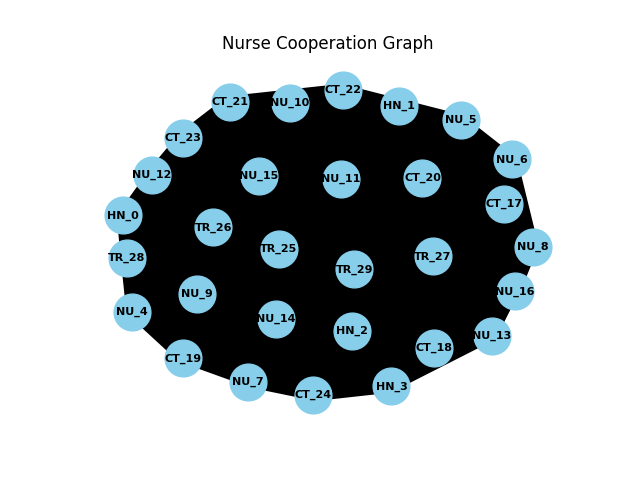 Nurse Cooperation Graph
CT_22
CT_21
NU_10
HN_1
NU_5
CT_23
NU_6
NU_12
NU_15
NU_11
CT_20
CT_17
HN_0
TR_26
NU_8
TR_25
TR_27
TR_28
TR_29
NU_16
NU_9
NU_4
NU_14
HN_2
NU_13
CT_18
CT_19
NU_7
HN_3
CT_24